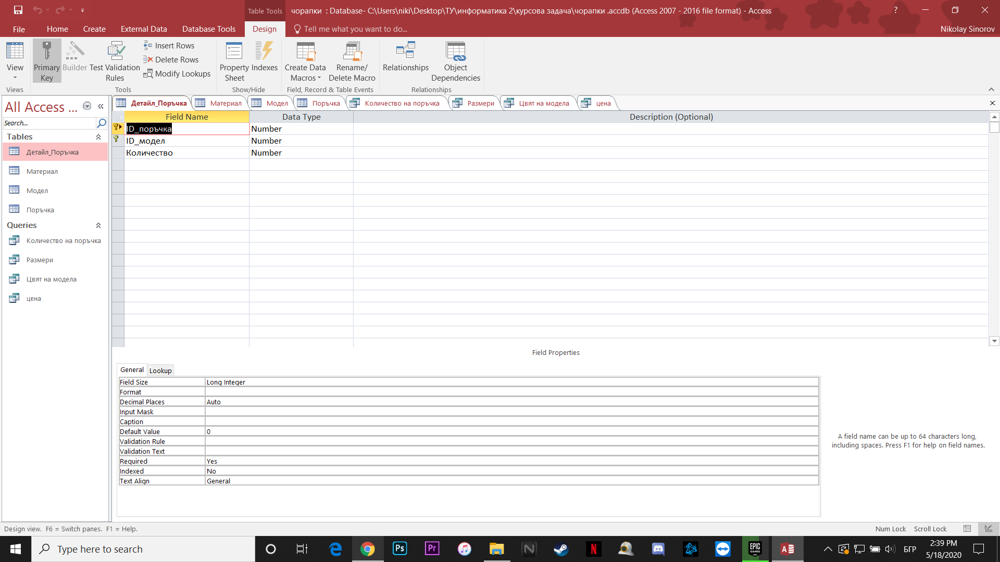 Table Tools
чорапки : Database- C:\Users\niki\Desktop\ТУ\информатика 2\курсова задача\чорапки .accdb (Access 2007 - 2016 file format) - Access
?
File
Home
Create
External Data
Database Tools
Design
Tell me what you want to do...
Nikolay Sinorov
View
Primary Key
Builder
Test Validation Rules
Insert Rows
Delete Rows
Modify Lookups
Property Sheet
Indexes
Create Data Macros
Rename/ Delete Macro
Relationships
Object Dependencies
Views
Tools
Show/Hide
Field, Record & Table Events
Relationships
All Access ...
Search...
Tables
Детайл_Поръчка
Материал
Модел
Поръчка
Queries
Количество на поръчка
Размери
Цвят на модела
цена
Детайл_Поръчка
Материал
Модел
Поръчка
Количество на поръчка
Размери
Цвят на модела
цена
Field Name
Data Type
Description (Optional)
ID_поръчка
Number
ID_модел
Number
Количество
Number
Field Properties
General
Lookup
Field Size
Long Integer
Format
Decimal Places
Auto
Input Mask
Caption
Default Value
0
Validation Rule
Validation Text
Required
Yes
Indexed
No
Text Align
General
A field name can be up to 64 characters long,
including spaces. Press F1 for help on field names.
Design view. F6 = Switch panes. F1 = Help.
Num Lock
Scroll Lock
Type here to search
Ps
Pr
N
N
EPIC GAMES
A
БГР
2:39 PM
5/18/2020